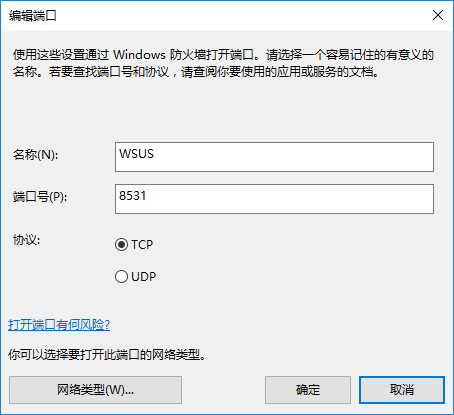 编辑端口
使用这些设置通过 Windows 防火墙打开端口。请选择一个容易记住的有意义的
名称。若要查找端口号和协议，请查阅你要使用的应用或服务的文档。
名称(N):
WSUS
端口号(P):
8531
协议:
TCP
UDP
打开端口有何风险?
你可以选择要打开此端口的网络类型。
网络类型(W)...
确定
取消